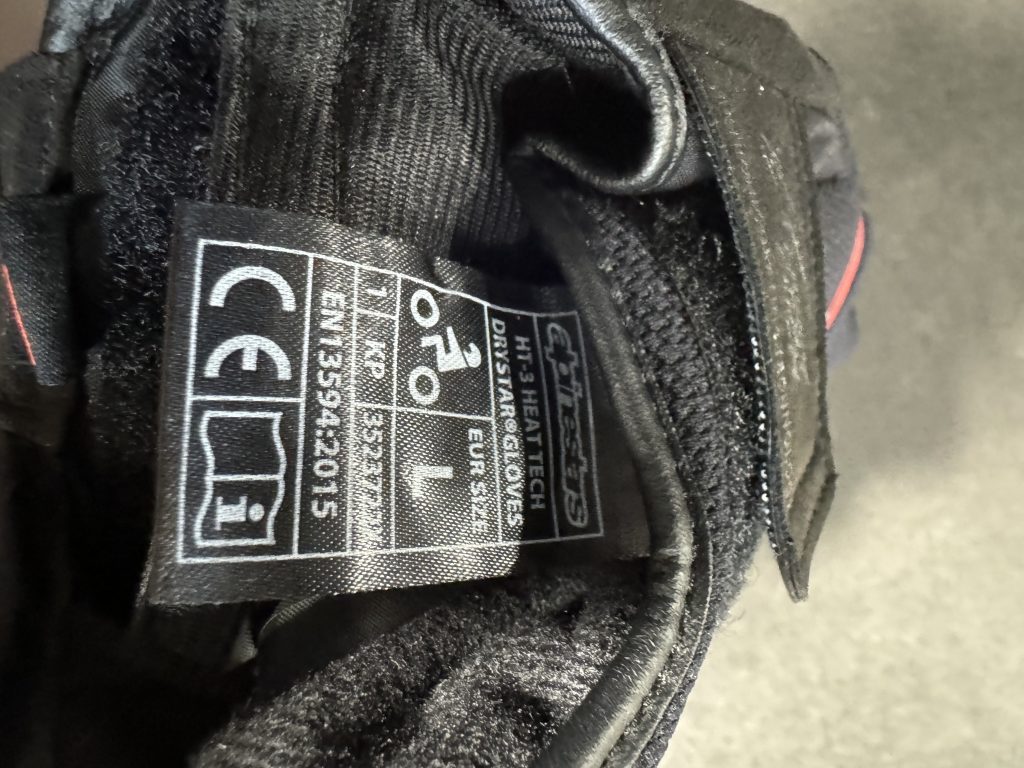 alpinestars
HT-3 HEAT TECH
DRYSTAR® GLOVES
EUR-SIZE
L
1 KP
EN13594:2015
CE
i